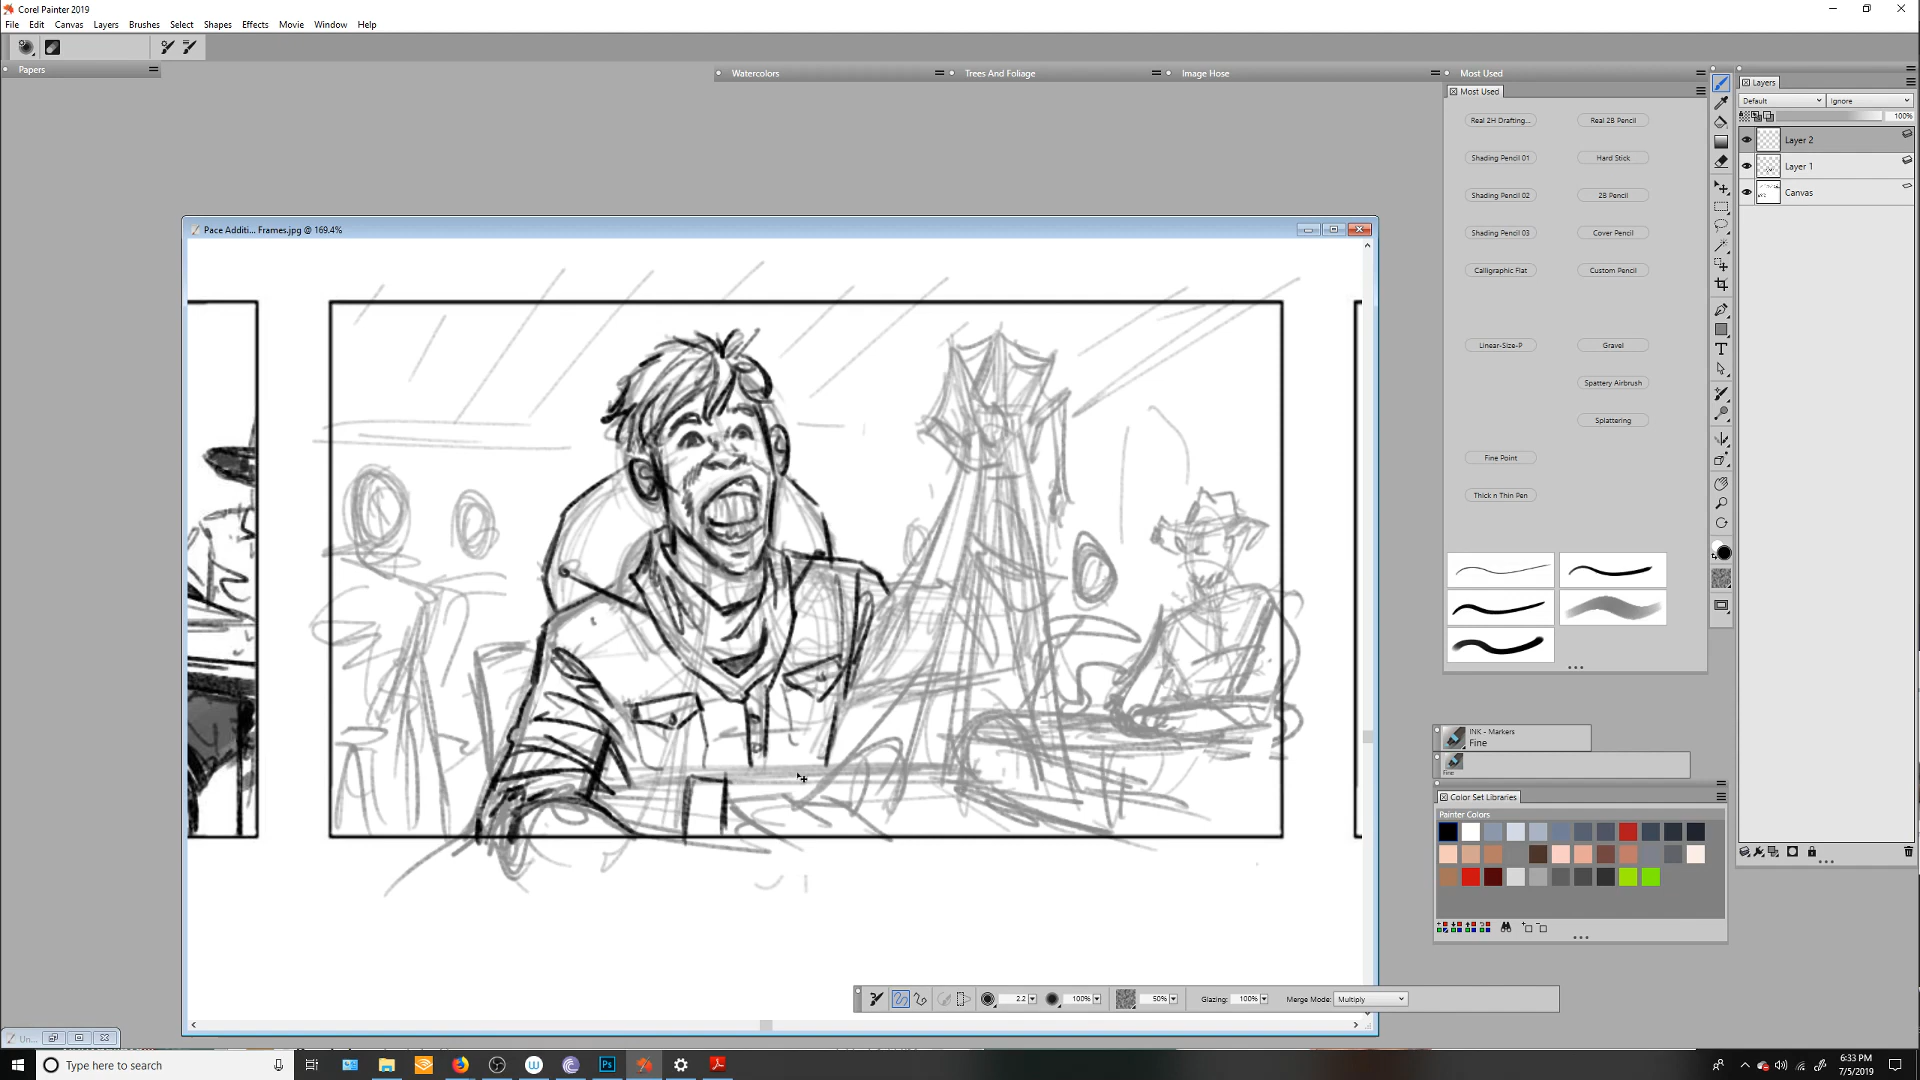 Corel Painter 2019
File Edit Canvas Layers Brushes Select Shapes Effects Movie Window Help
Papers
Watercolors
Trees And Foliage
Image Hose
Most Used
Most Used
Layers
Real 2H Drafting...
Real 2B Pencil
Default
Ignore
100%
Shading Pencil 01
Hard Stick
Layer 2
Shading Pencil 02
2B Pencil
Layer 1
Shading Pencil 03
Cover Pencil
Canvas
Calligraphic Flat
Custom Pencil
Pace Additi... Frames.jpg @ 169.4%
Linear-Size-P
Gravel
Spattery Airbrush
Splattering
Fine Point
Thick n Thin Pen
INK - Markers
Fine
Fine
Color Set Libraries
Painter Colors
2.2
100%
50%
Glazing: 100%
Merge Mode: Multiply
Un...
Type here to search
6:33 PM
7/5/2019